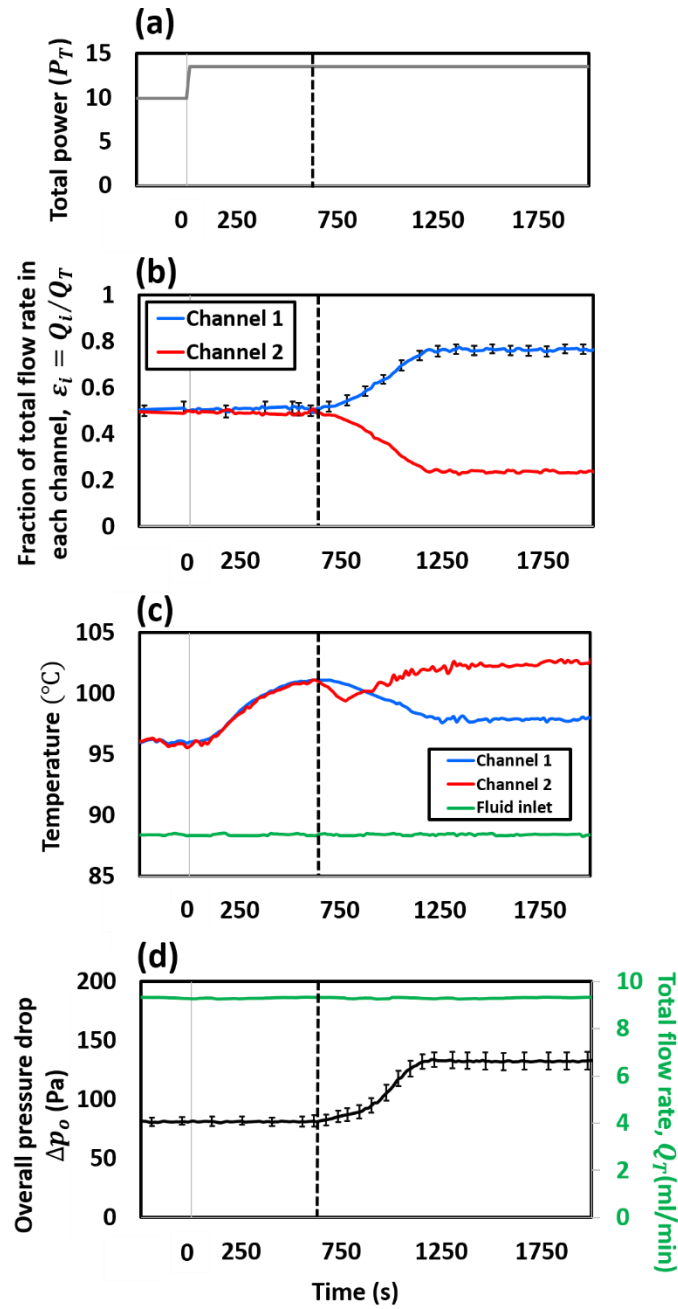 (a)
Total power (P_T)
15
10
5
0
0 250 750 1250 1750
(b)
Fraction of total flow rate in
each channel, ε_i = Q_i/Q_T
1
0.8
0.6
0.4
0.2
0
Channel 1
Channel 2
0 250 750 1250 1750
(c)
Temperature (°C)
105
100
95
90
85
Channel 1
Channel 2
Fluid inlet
0 250 750 1250 1750
(d)
Overall pressure drop
Δp_o (Pa)
200
150
100
50
0
10
8
6
4
2
0
Total flow rate, Q_T(ml/min)
0 250 750 1250 1750
Time (s)